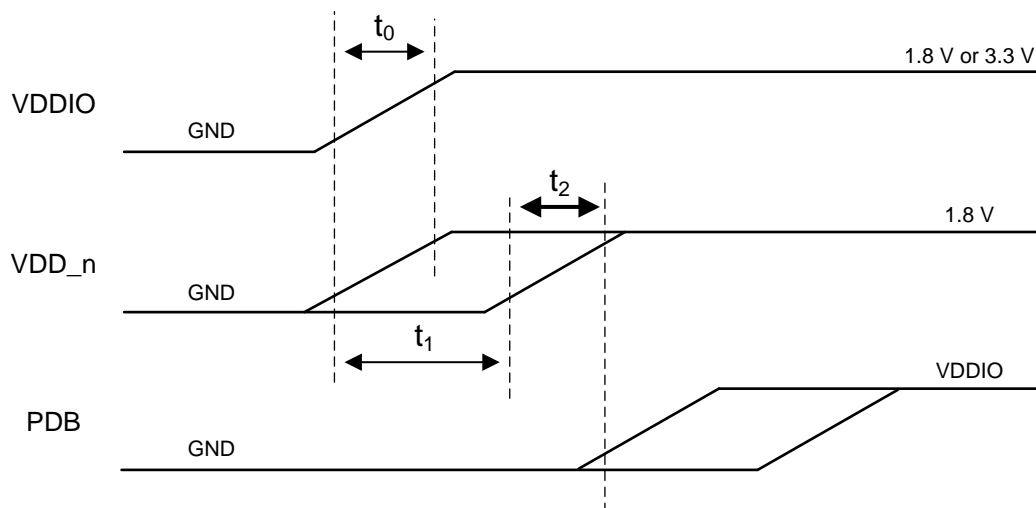 t0
1.8 V or 3.3 V
VDDIO
GND
t2
1.8 V
VDD_n
GND
t1
VDDIO
PDB
GND